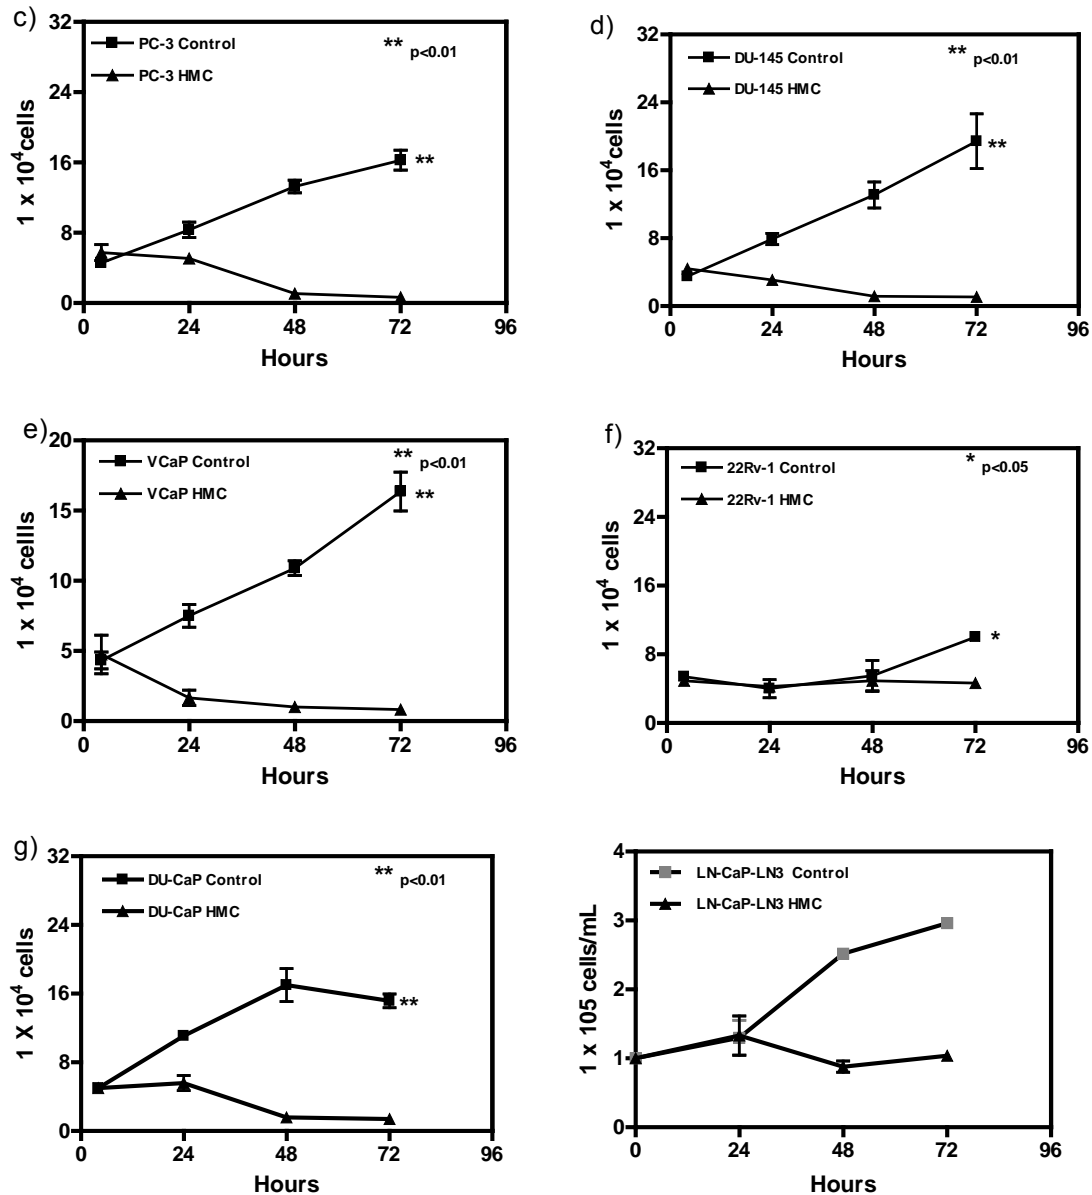 c)
32
24
16
8
0
PC-3 Control
PC-3 HMC
** p<0.01
**
1 x 10⁴cells
0 24 48 72 96
Hours
d)
32
24
16
8
0
DU-145 Control
DU-145 HMC
** p<0.01
**
1 x 10⁴cells
0 24 48 72 96
Hours
e)
20
15
10
5
0
VCaP Control
VCaP HMC
** p<0.01
**
1 x 10⁴ cells
0 24 48 72 96
Hours
f)
32
24
16
8
0
22Rv-1 Control
22Rv-1 HMC
* p<0.05
*
1 x 10⁴ cells
0 24 48 72 96
Hours
g)
32
24
16
8
0
DU-CaP Control
DU-CaP HMC
** p<0.01
**
1 X 10⁴ cells
0 24 48 72 96
Hours
4
3
2
1
0
LN-CaP-LN3 Control
LN-CaP-LN3 HMC
1 x 105 cells/mL
0 24 48 72 96
Hours